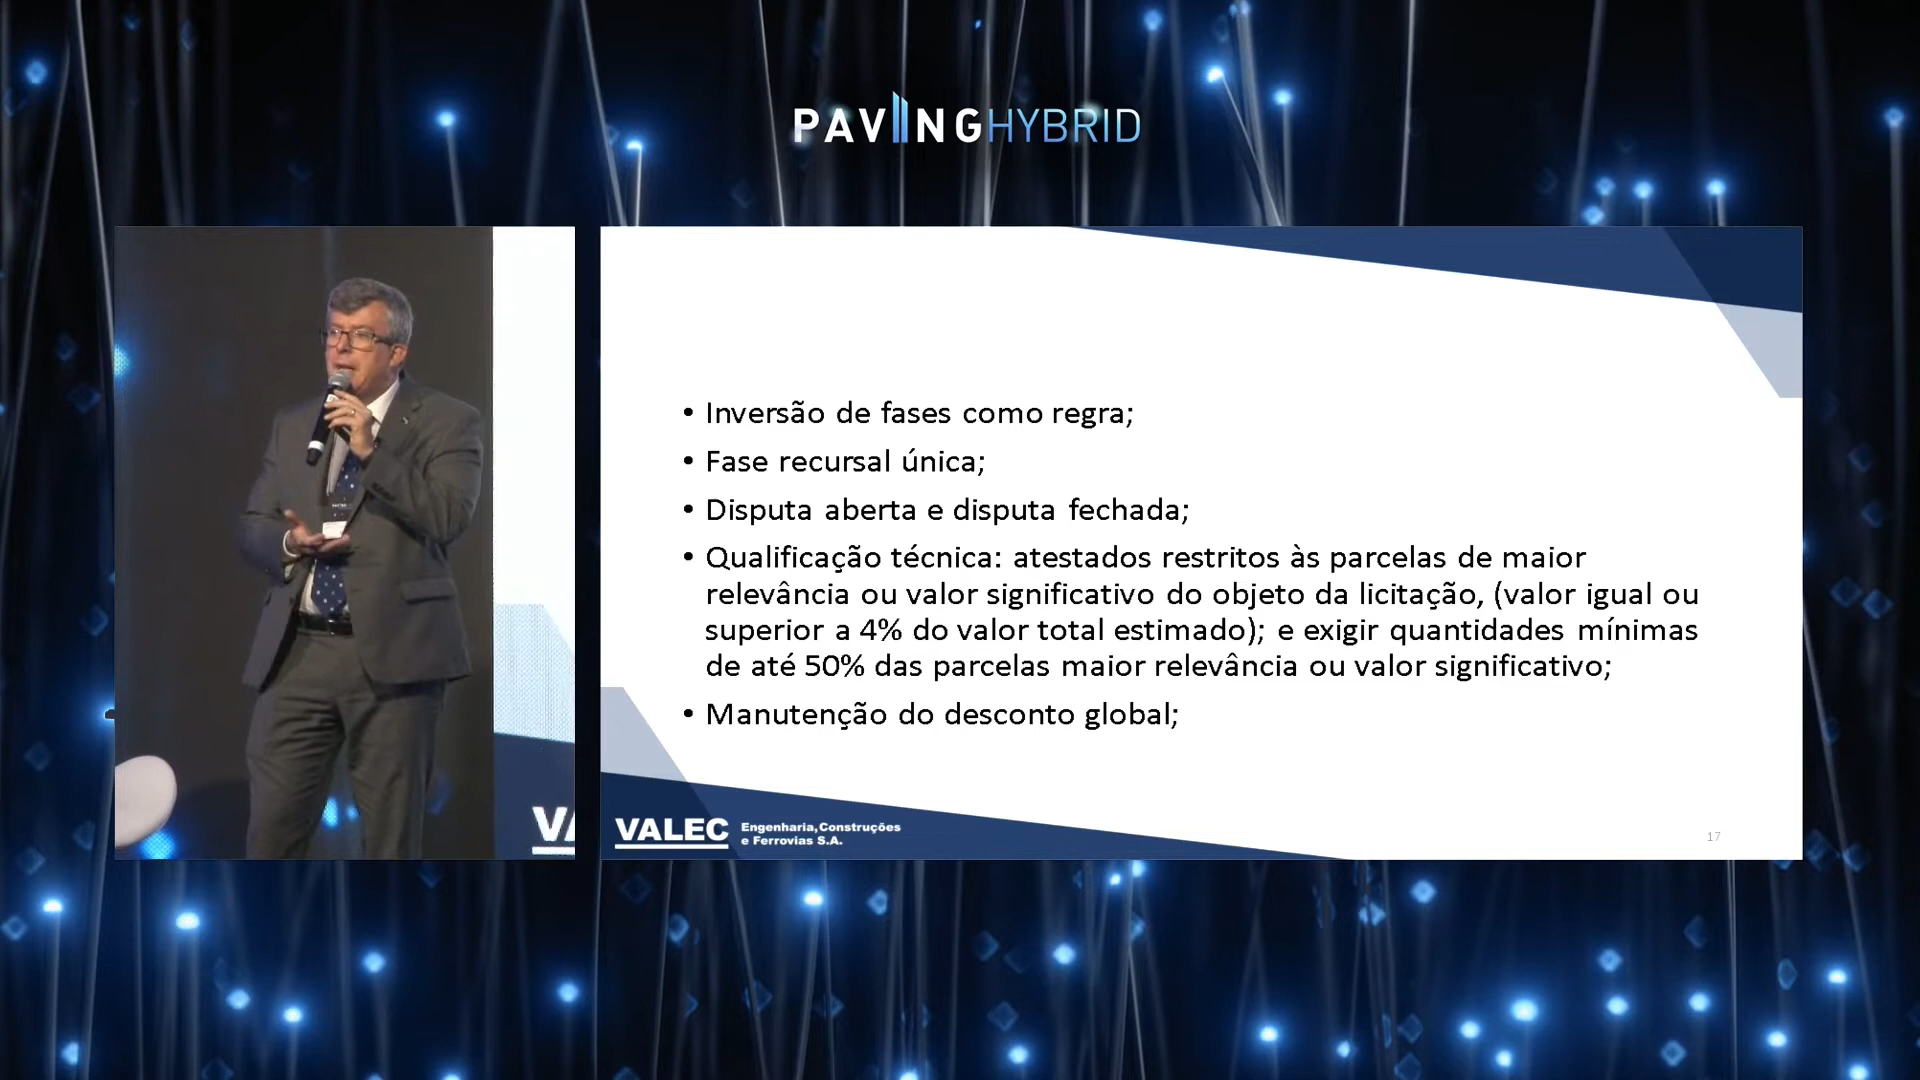 PAVINGHYBRID
• Inversão de fases como regra;
• Fase recursal única;
• Disputa aberta e disputa fechada;
• Qualificação técnica: atestados restritos às parcelas de maior
relevância ou valor significativo do objeto da licitação, (valor igual ou
superior a 4% do valor total estimado); e exigir quantidades mínimas
de até 50% das parcelas maior relevância ou valor significativo;
• Manutenção do desconto global;
VA
VALEC Engenharia, Construções
e Ferrovias S.A.
17